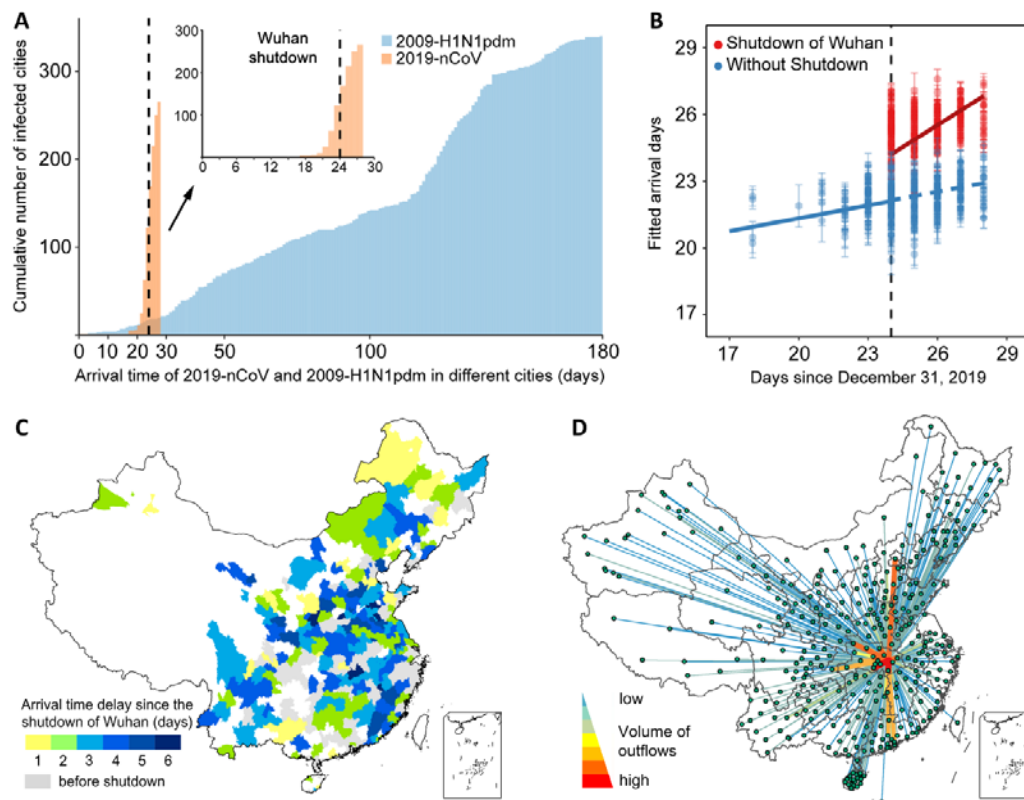 A
Cumulative number of infected cities
300
200
100
300
200
100
Wuhan
shutdown
2009-H1N1pdm
2019-nCoV
0 6 12 18 24 30
0 10 20 30 50 100 180
Arrival time of 2019-nCoV and 2009-H1N1pdm in different cities (days)
B
Fitted arrival days
29
26
23
20
17
Shutdown of Wuhan
Without Shutdown
17 20 23 26 29
Days since December 31, 2019
C
Arrival time delay since the
shutdown of Wuhan (days)
1 2 3 4 5 6
before shutdown
D
low
Volume of
outflows
high